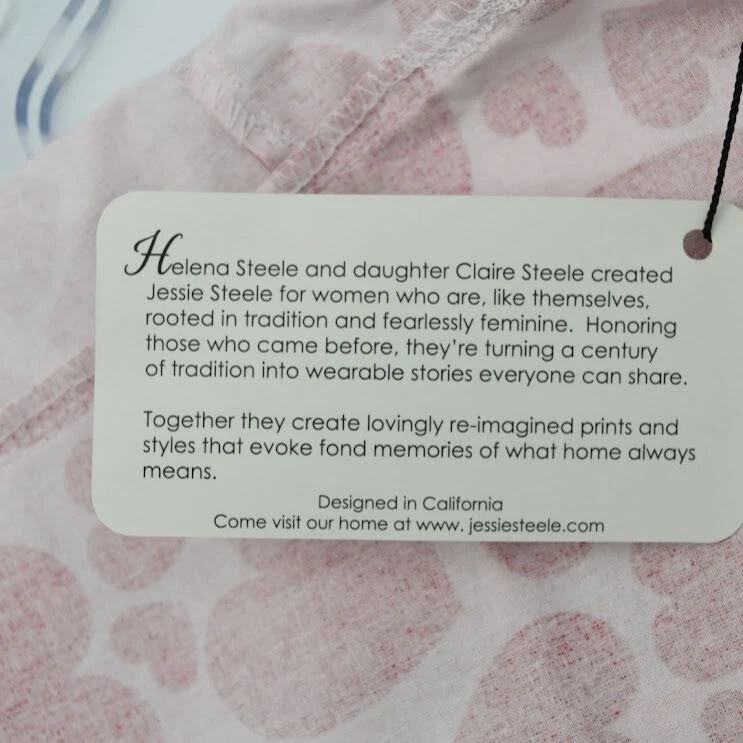 Helena Steele and daughter Claire Steele created
Jessie Steele for women who are, like themselves,
rooted in tradition and fearlessly feminine. Honoring
those who came before, they're turning a century
of tradition into wearable stories everyone can share.
Together they create lovingly re-imagined prints and
styles that evoke fond memories of what home always
means.
Designed in California
Come visit our home at www. jessiesteele.com